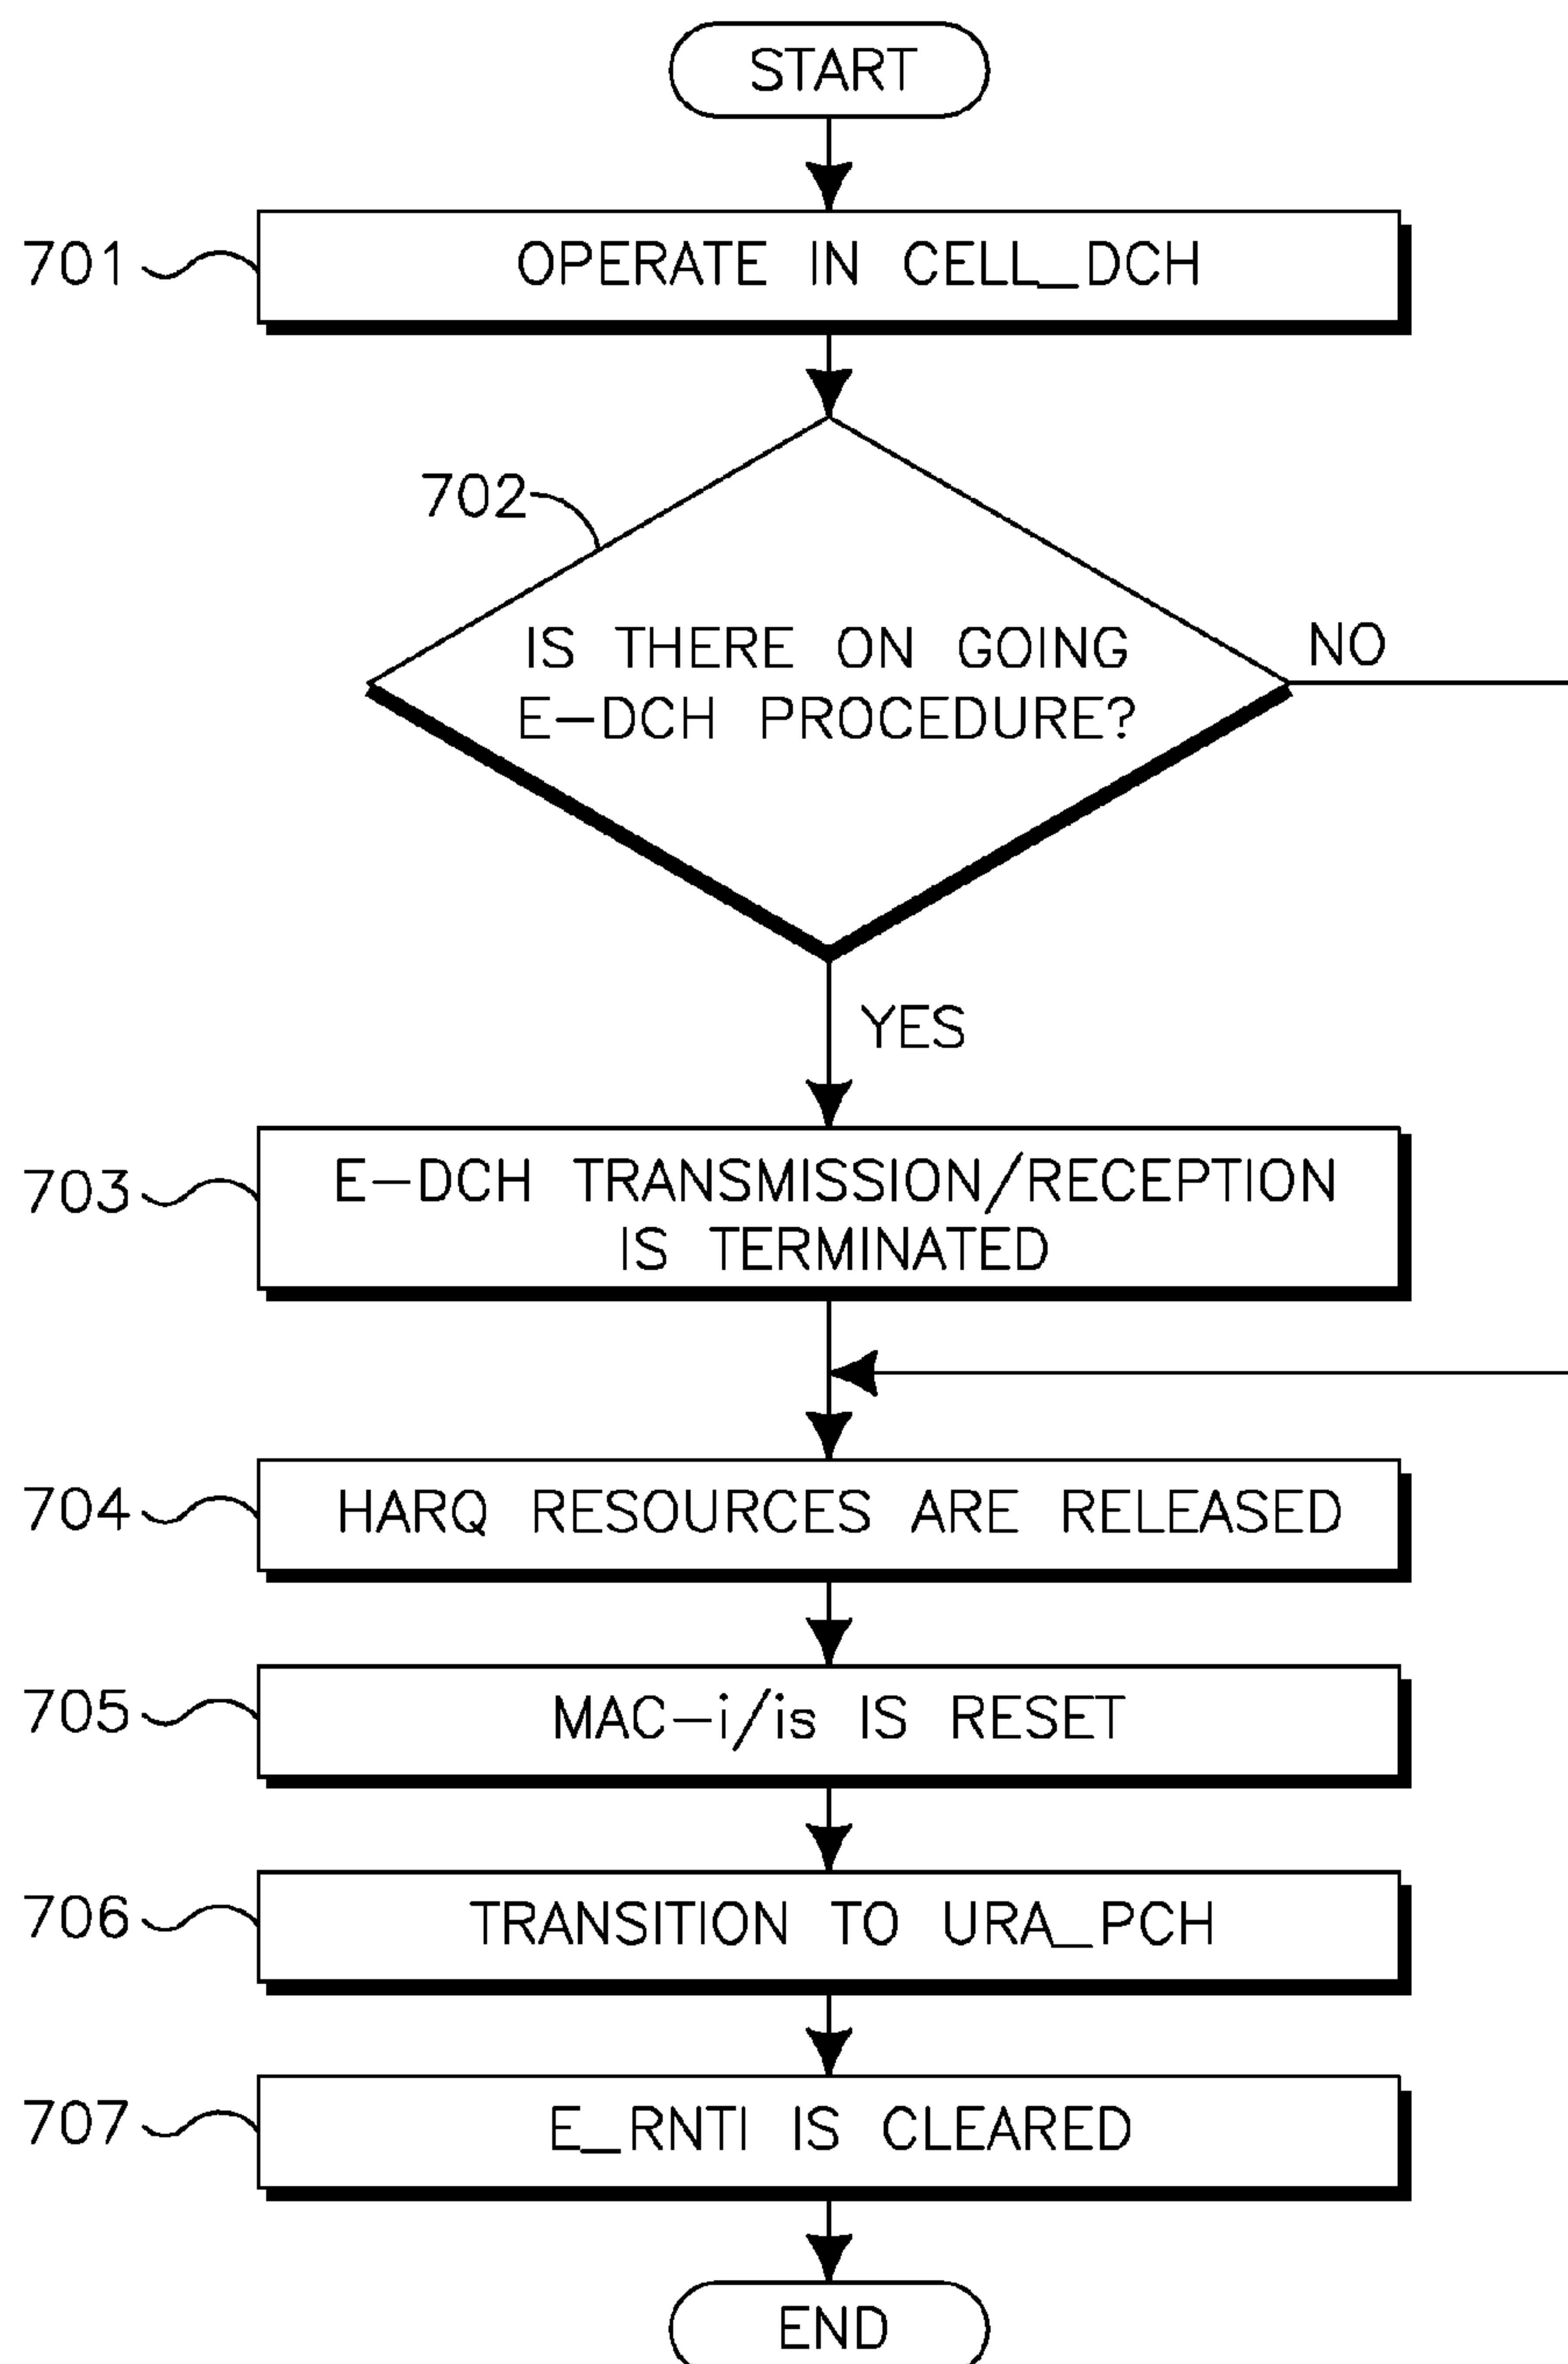 START
701
OPERATE IN CELL_DCH
702
IS THERE ON GOING
E-DCH PROCEDURE?
NO
YES
703
E-DCH TRANSMISSION/RECEPTION
IS TERMINATED
704
HARQ RESOURCES ARE RELEASED
705
MAC-i/is IS RESET
706
TRANSITION TO URA_PCH
707
E_RNTI IS CLEARED
END